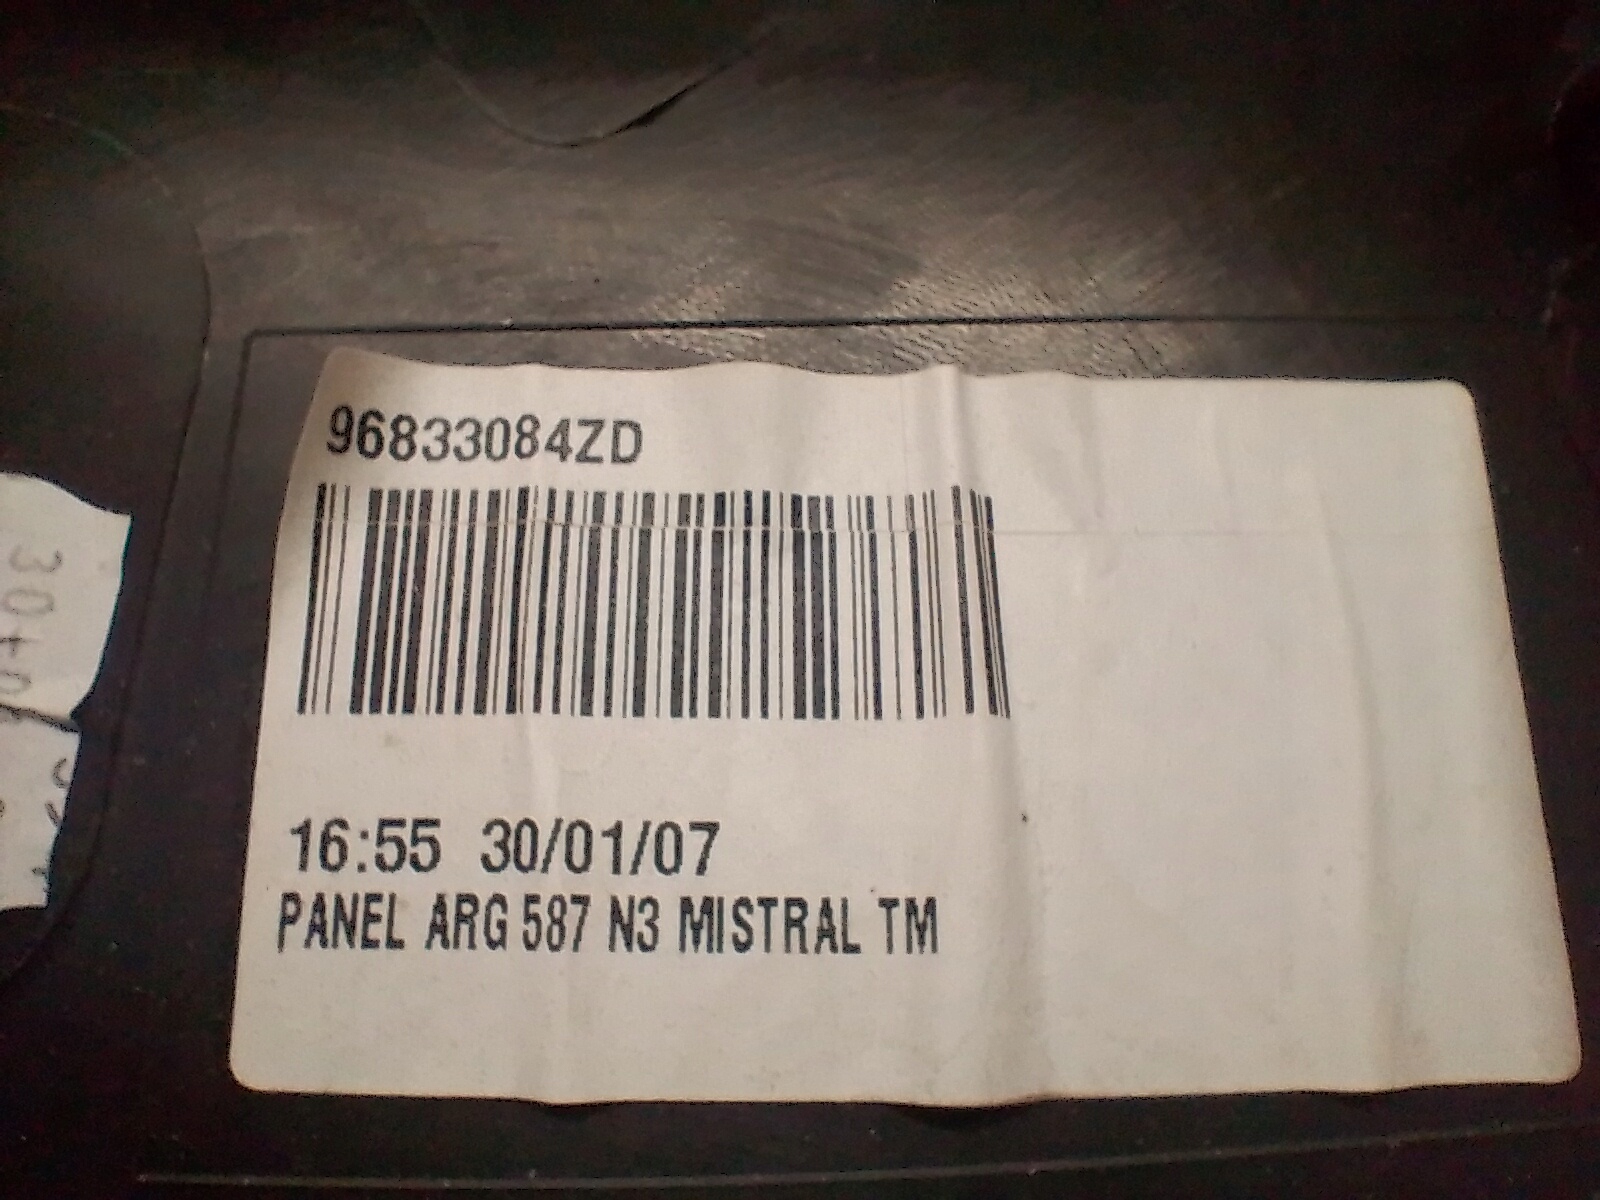 96833084ZD
16:55 30/01/07
PANEL ARG 587 N3 MISTRAL TM